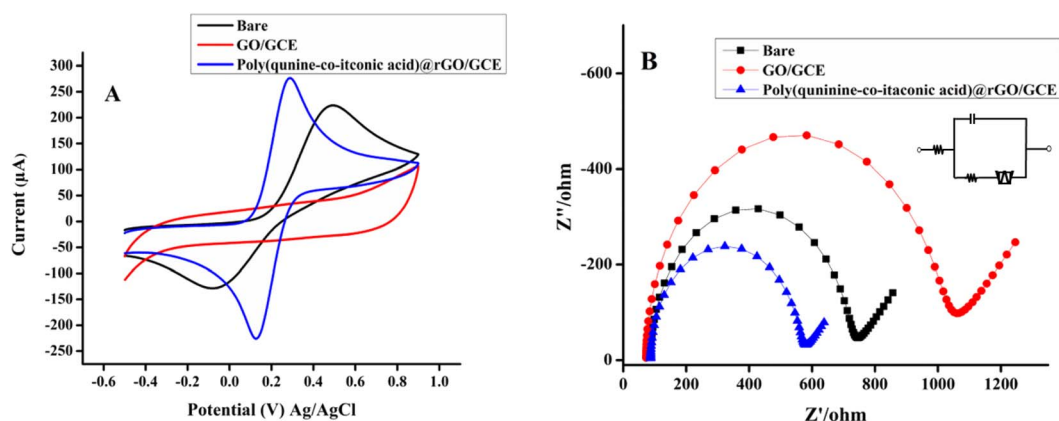 Bare
GO/GCE
Poly(qunine-co-itconic acid)@rGO/GCE
A
300
250
200
150
100
50
0
-50
-100
-150
-200
-250
Currrent (μA)
-0.6 -0.4 -0.2 0.0 0.2 0.4 0.6 0.8 1.0
Potential (V) Ag/AgCl
B
Bare
GO/GCE
Poly(quninine-co-itaconic acid)@rGO/GCE
-600
-400
-200
0
Z''/ohm
0 200 400 600 800 1000 1200
Z'/ohm